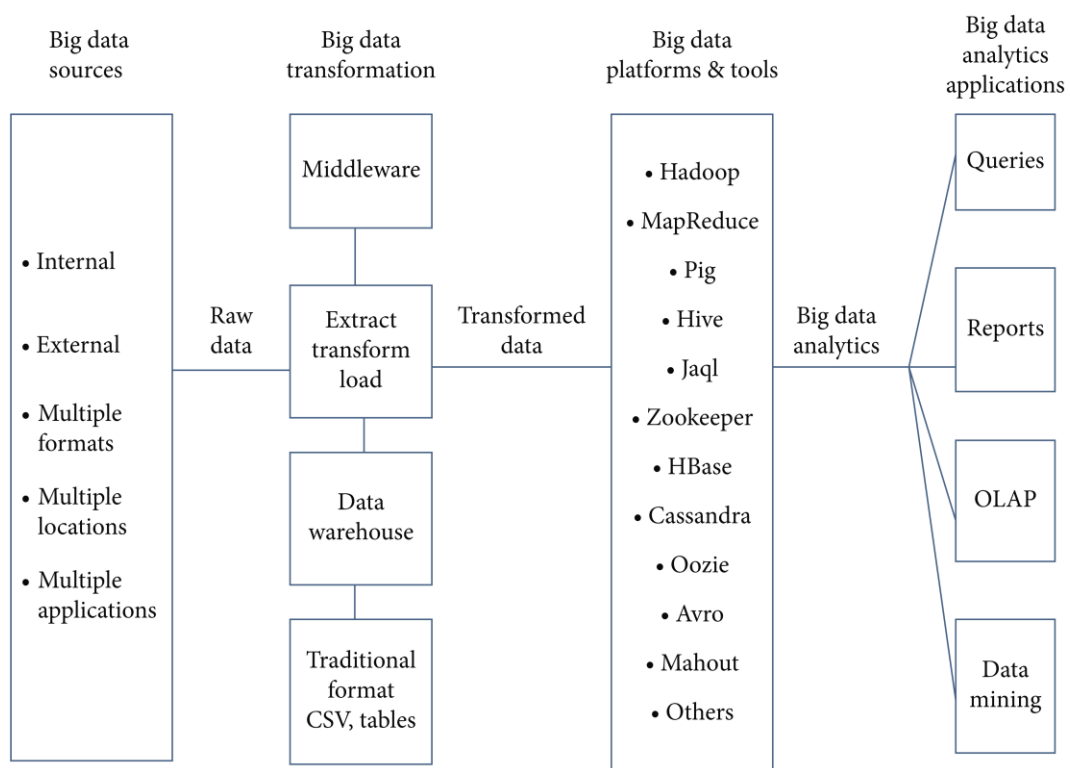 Big data
sources
Big data
transformation
Big data
platforms & tools
Big data
analytics
applications
• Internal
• External
• Multiple
formats
• Multiple
locations
• Multiple
applications
Raw
data
Middleware
Extract
transform
load
Data
warehouse
Traditional
format
CSV, tables
Transformed
data
• Hadoop
• MapReduce
• Pig
• Hive
• Jaql
• Zookeeper
• HBase
• Cassandra
• Oozie
• Avro
• Mahout
• Others
Big data
analytics
Queries
Reports
OLAP
Data
mining